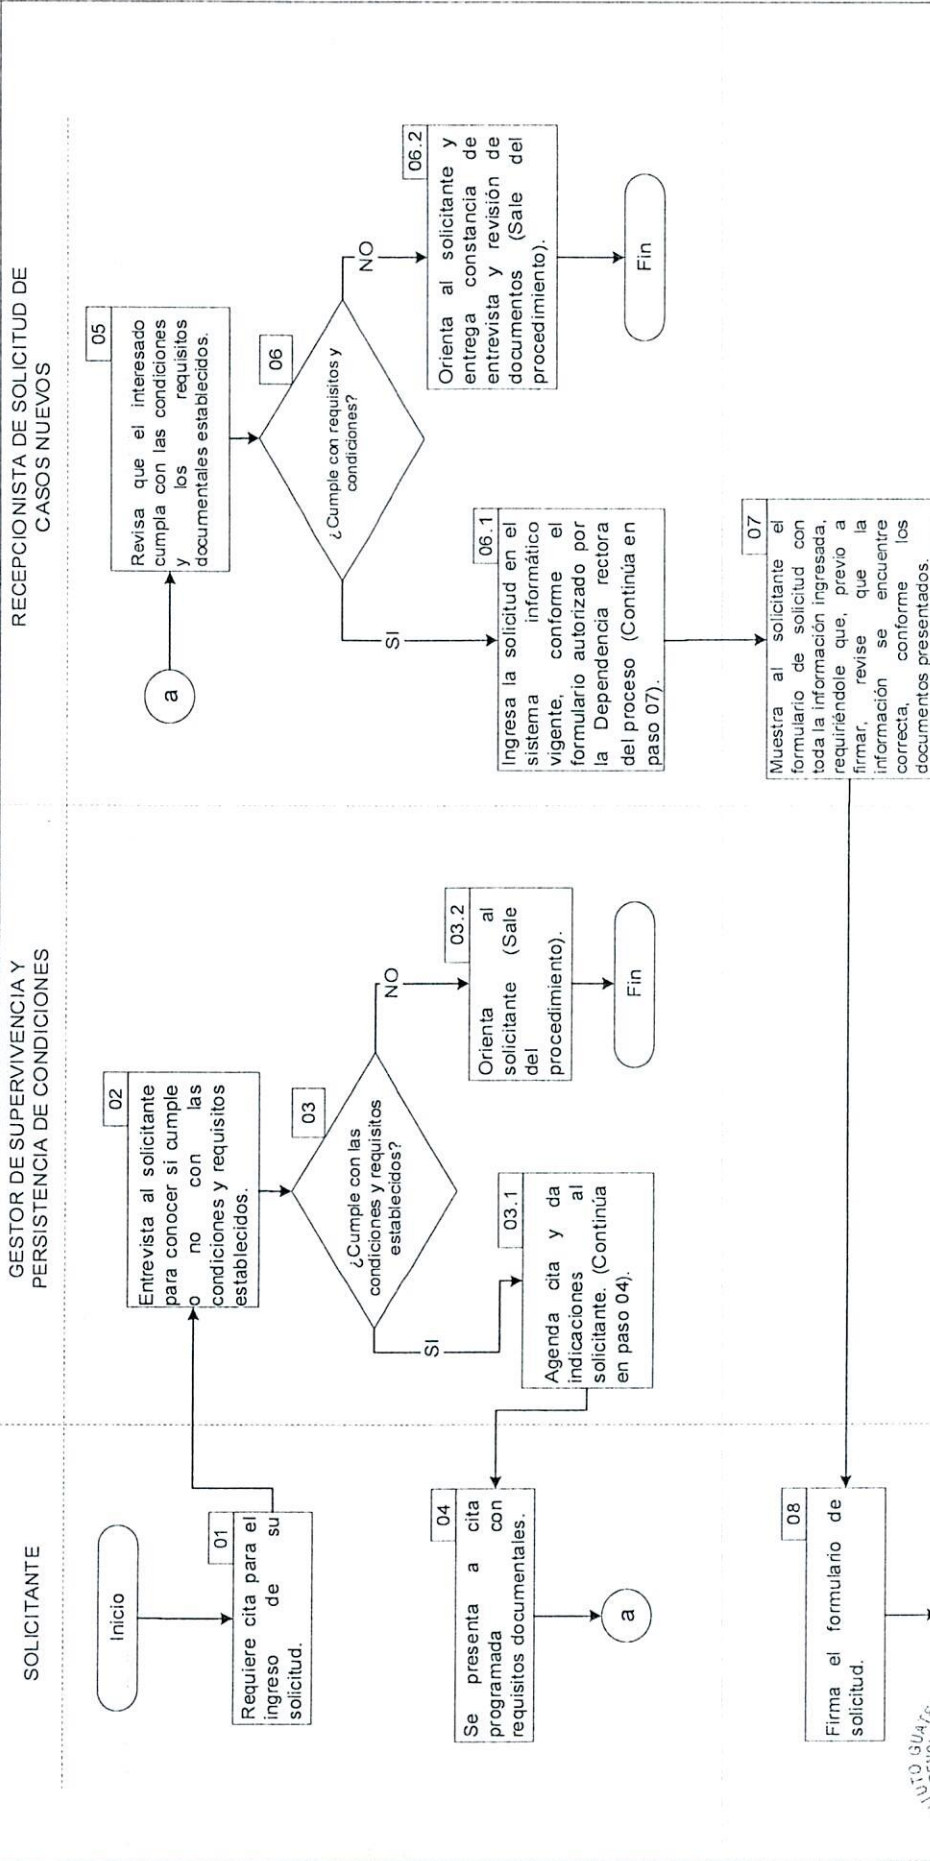 SOLICITANTE
GESTOR DE SUPERVIVENCIA Y
PERSISTENCIA DE CONDICIONES
RECEPCIONISTA DE SOLICITUD DE
CASOS NUEVOS
Inicio
01
Requiere cita para el
ingreso de su
solicitud.
02
Entrevista al solicitante
para conocer si cumple
o no con las
condiciones y requisitos
establecidos.
03
¿Cumple con las
condiciones y requisitos
establecidos?
SI
NO
03.1
Agenda cita y da
indicaciones al
solicitante. (Continúa
en paso 04).
03.2
Orienta al
solicitante (Sale
del
procedimiento).
Fin
04
Se presenta a cita
programada con
requisitos documentales.
a
a
05
Revisa que el interesado
cumpla con las condiciones
y los requisitos
documentales establecidos.
06
¿Cumple con requisitos y
condiciones?
SI
NO
06.1
Ingresa la solicitud en el
sistema informático
vigente, conforme el
formulario autorizado por
la Dependencia rectora
del proceso (Continúa en
paso 07).
06.2
Orienta al solicitante y
entrega constancia de
entrevista y revisión de
documentos (Sale del
procedimiento).
Fin
07
Muestra al solicitante el
formulario de solicitud con
toda la información ingresada,
requiriéndole que, previo a
firmar, revise que la
información se encuentre
correcta, conforme los
documentos presentados.
08
Firma el formulario de
solicitud.